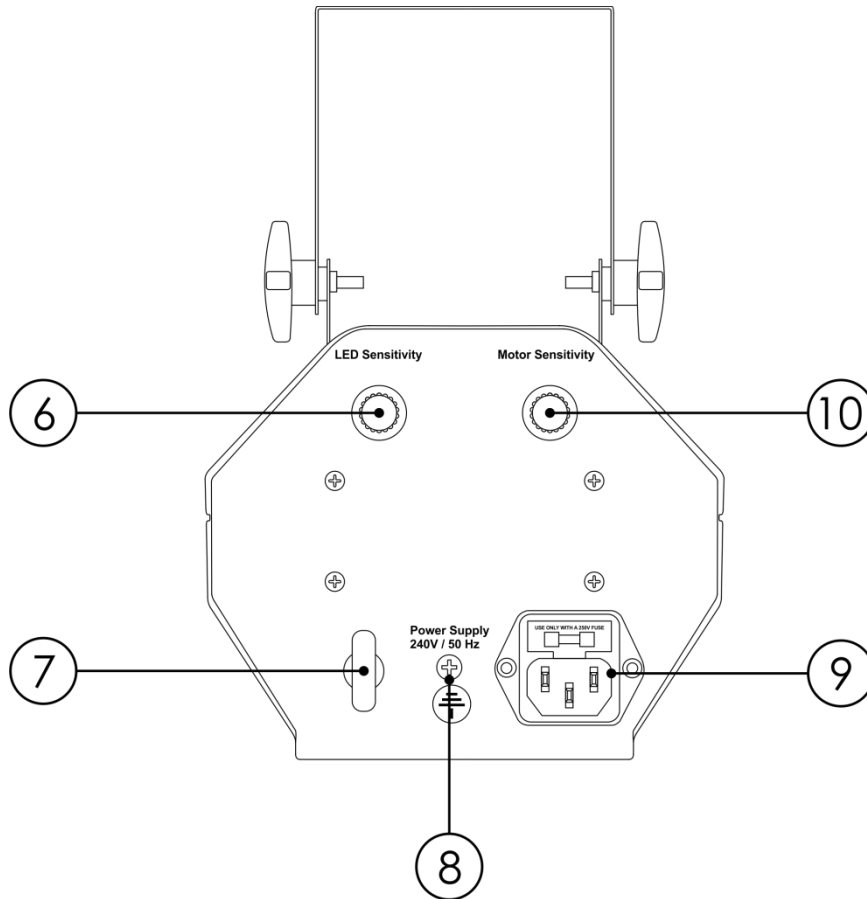 LED Sensitivity
Motor Sensitivity
6
10
Power Supply
240V / 50 Hz
USE ONLY WITH A 250V FUSE
7
9
8